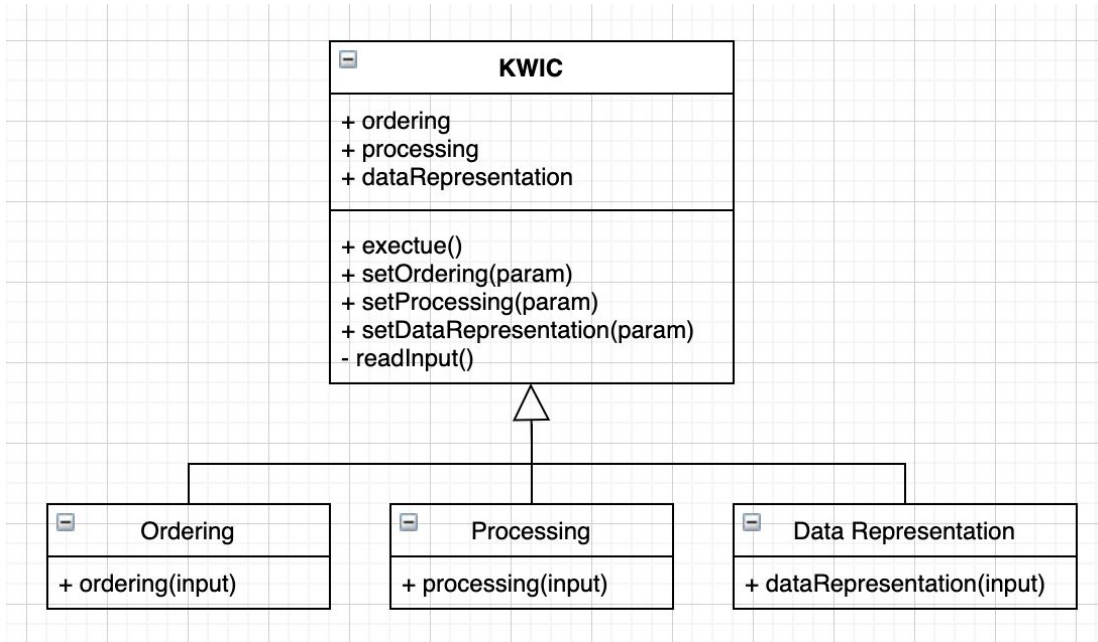 KWIC
+ ordering
+ processing
+ dataRepresentation
+ exectue()
+ setOrdering(param)
+ setProcessing(param)
+ setDataRepresentation(param)
- readInput()
Ordering
+ ordering(input)
Processing
+ processing(input)
Data Representation
+ dataRepresentation(input)